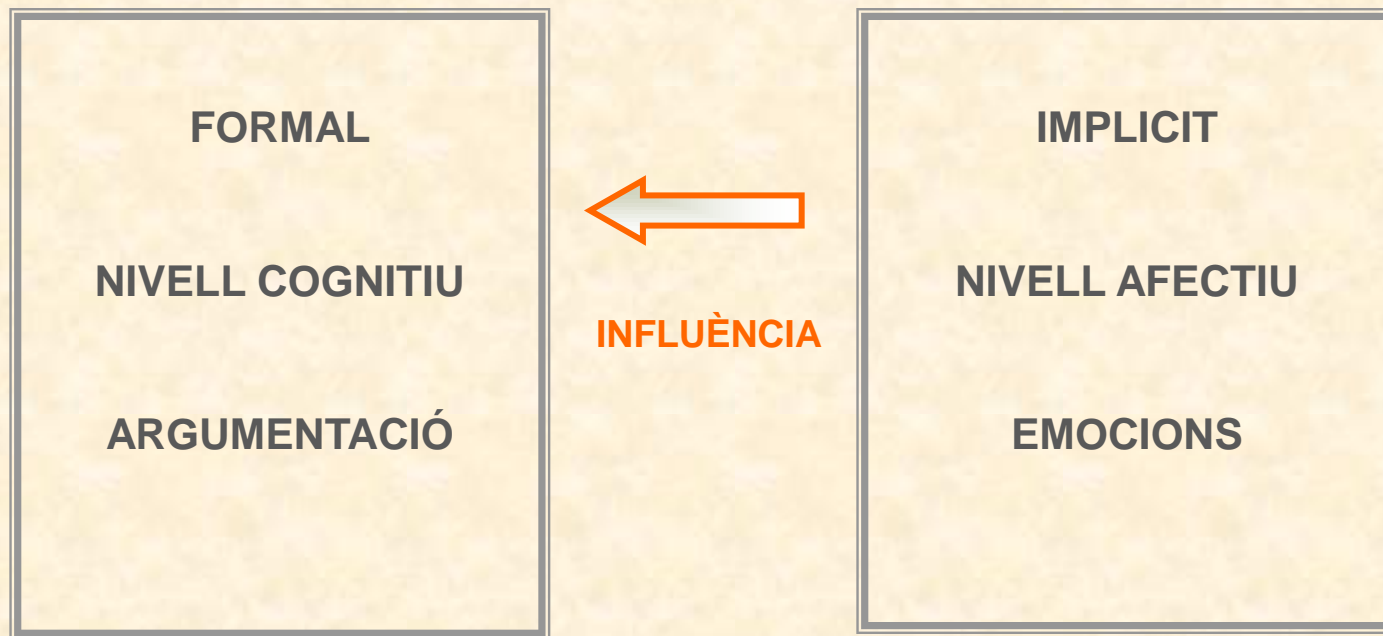 FORMAL
NIVELL COGNITIU
ARGUMENTACIÓ
INFLUÈNCIA
IMPLICIT
NIVELL AFECTIU
EMOCIONS